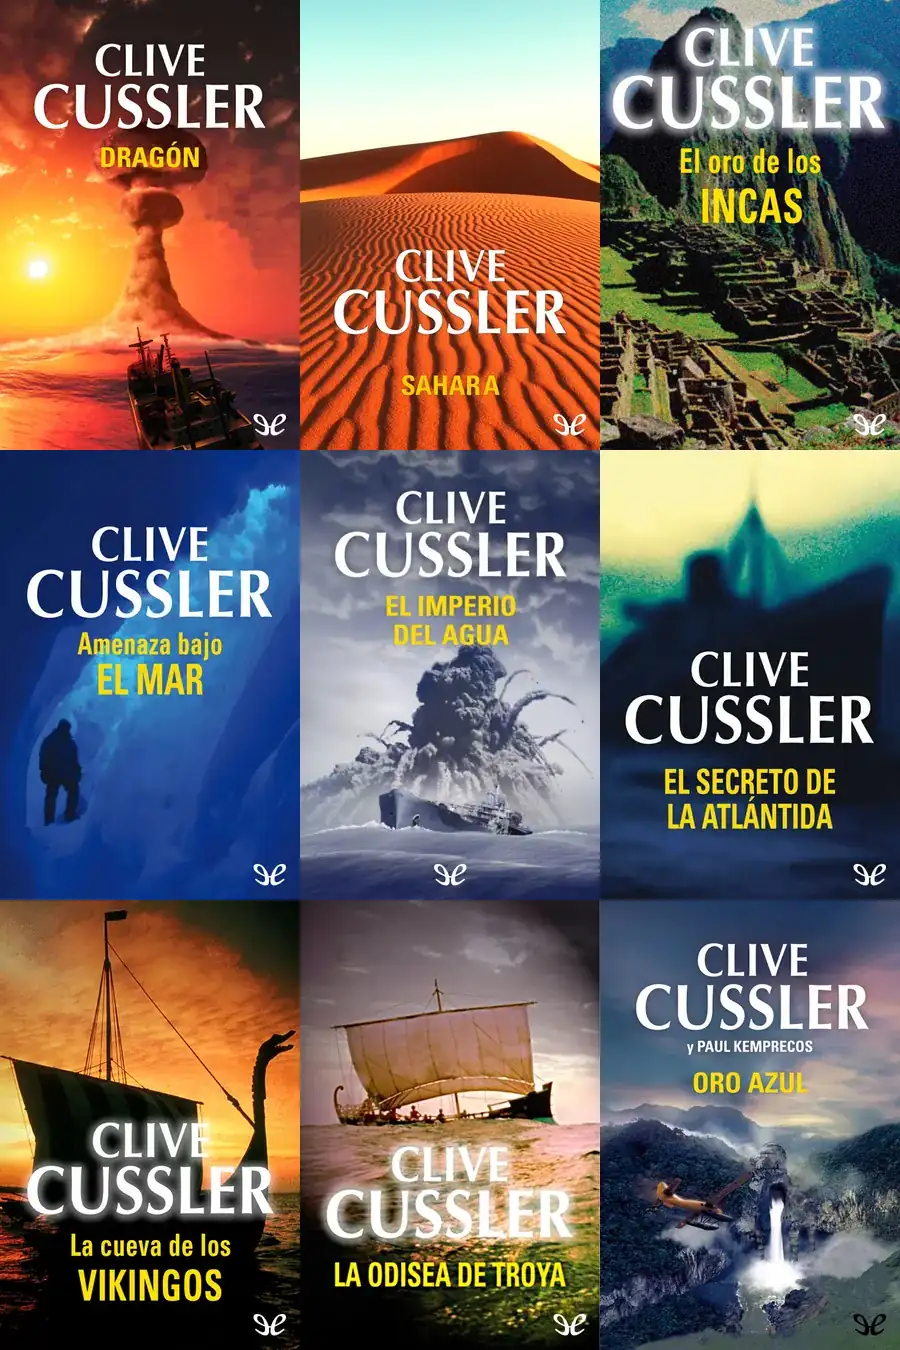 CLIVE
CUSSLER
DRAGÓN
CLIVE
CUSSLER
SAHARA
CLIVE
CUSSLER
El oro de los
INCAS
CLIVE
CUSSLER
Amenaza bajo
EL MAR
CLIVE
CUSSLER
EL IMPERIO
DEL AGUA
CLIVE
CUSSLER
EL SECRETO DE
LA ATLÁNTIDA
CLIVE
CUSSLER
La cueva de los
VIKINGOS
CLIVE
CUSSLER
LA ODISEA DE TROYA
CLIVE
CUSSLER
y PAUL KEMPRECOS
ORO AZUL